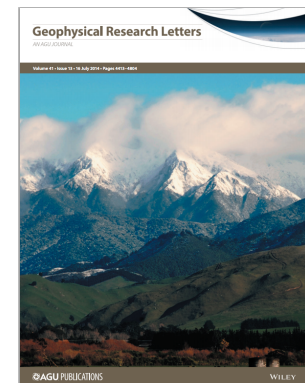 Geophysical Research Letters
AN AGU JOURNAL
Volume 41 • Issue 13 • 16 July 2014 • Pages 4413–4804
AGU PUBLICATIONS
WILEY